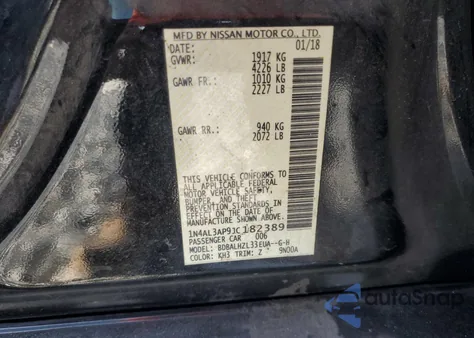 MFD BY NISSAN MOTOR CO., LTD.
DATE: 01/18
GVWR: 1917 KG
4226 LB
GAWR FR.: 1010 KG
2227 LB
GAWR RR.: 940 KG
2072 LB
THIS VEHICLE CONFORMS TO
ALL APPLICABLE FEDERAL
MOTOR VEHICLE SAFETY,
BUMPER, AND THEFT
PREVENTION STANDARDS IN
EFFECT ON THE DATE OF
MANUFACTURE SHOWN ABOVE.
1N4AL3AP9JC182389
PASSENGER CAR 006
MODEL: BDBALHZL33EUA--G-H
COLOR: KH3 TRIM: Z 9N00A
autoSnap